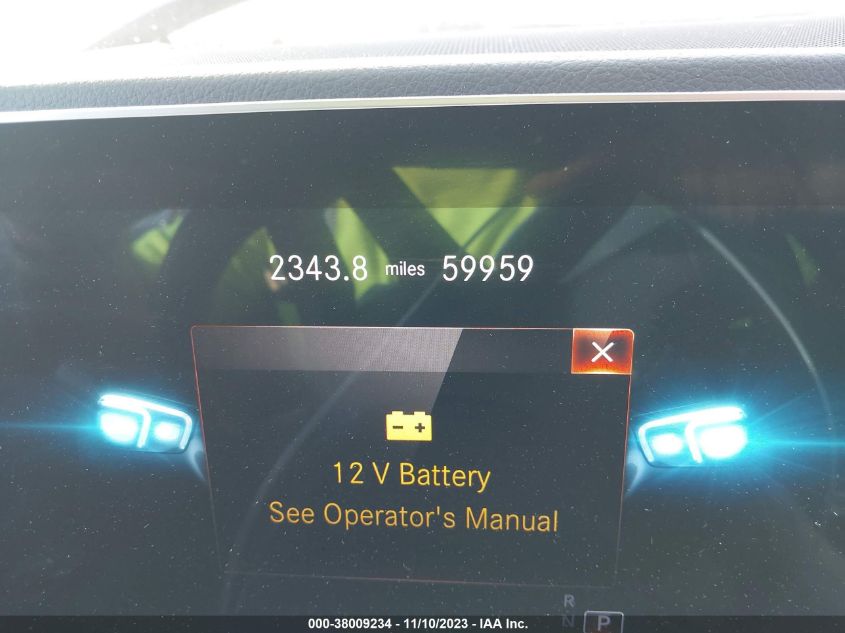 2343.8 miles 59959
12 V Battery
See Operator's Manual
R
N P
000-38009234 - 11/10/2023 - IAA Inc.